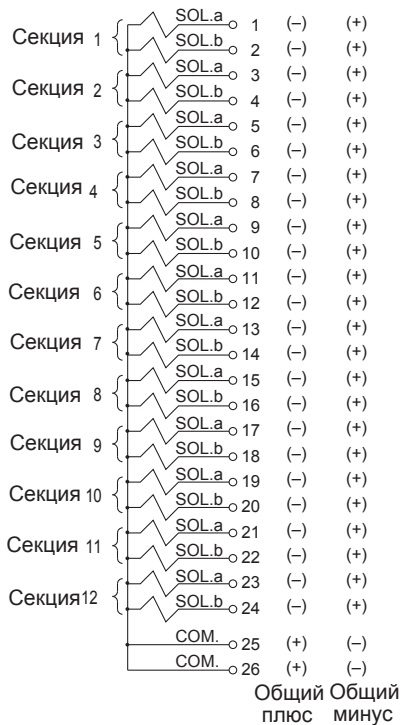 SOL.a 1 (–) (+)
Секция 1
SOL.b 2 (–) (+)
SOL.a 3 (–) (+)
Секция 2
SOL.b 4 (–) (+)
SOL.a 5 (–) (+)
Секция 3
SOL.b 6 (–) (+)
SOL.a 7 (–) (+)
Секция 4
SOL.b 8 (–) (+)
SOL.a 9 (–) (+)
Секция 5
SOL.b 10 (–) (+)
SOL.a 11 (–) (+)
Секция 6
SOL.b 12 (–) (+)
SOL.a 13 (–) (+)
Секция 7
SOL.b 14 (–) (+)
SOL.a 15 (–) (+)
Секция 8
SOL.b 16 (–) (+)
SOL.a 17 (–) (+)
Секция 9
SOL.b 18 (–) (+)
SOL.a 19 (–) (+)
Секция 10
SOL.b 20 (–) (+)
SOL.a 21 (–) (+)
Секция 11
SOL.b 22 (–) (+)
SOL.a 23 (–) (+)
Секция12
SOL.b 24 (–) (+)
COM. 25 (+) (–)
COM. 26 (+) (–)
Общий Общий
плюс минус